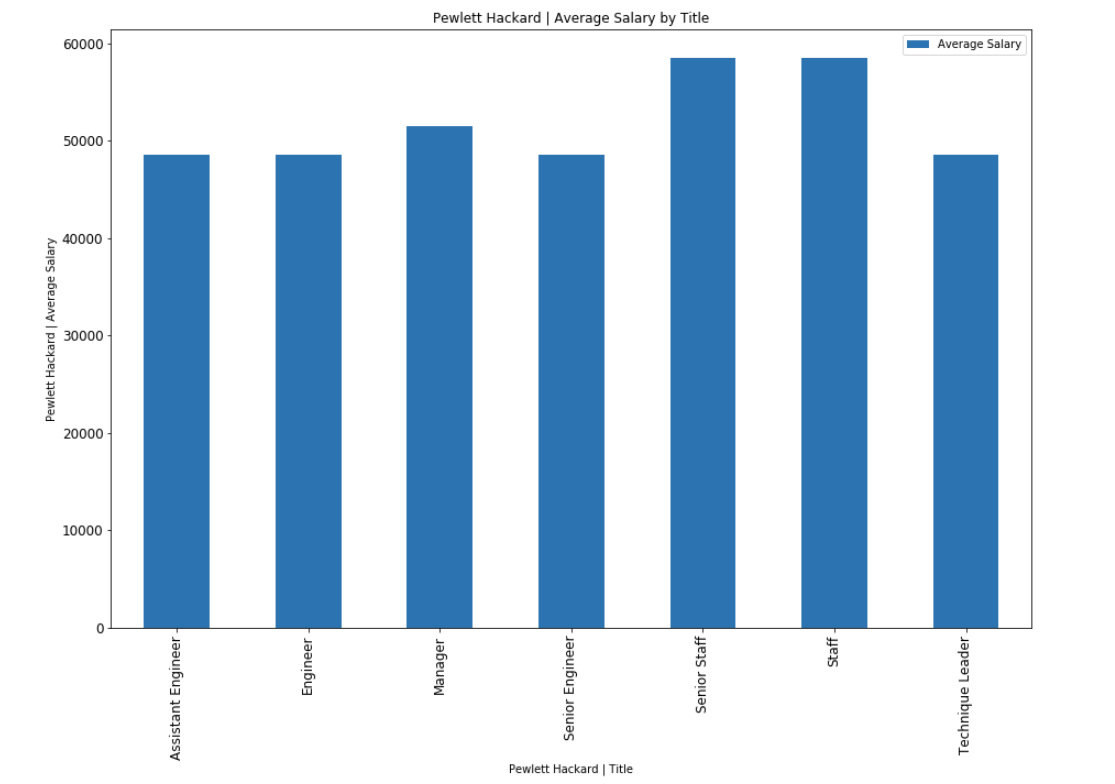 Pewlett Hackard | Average Salary by Title
Average Salary
60000
50000
40000
30000
20000
10000
0
Pewlett Hackard | Average Salary
Assistant Engineer
Engineer
Manager
Senior Engineer
Senior Staff
Staff
Technique Leader
Pewlett Hackard | Title